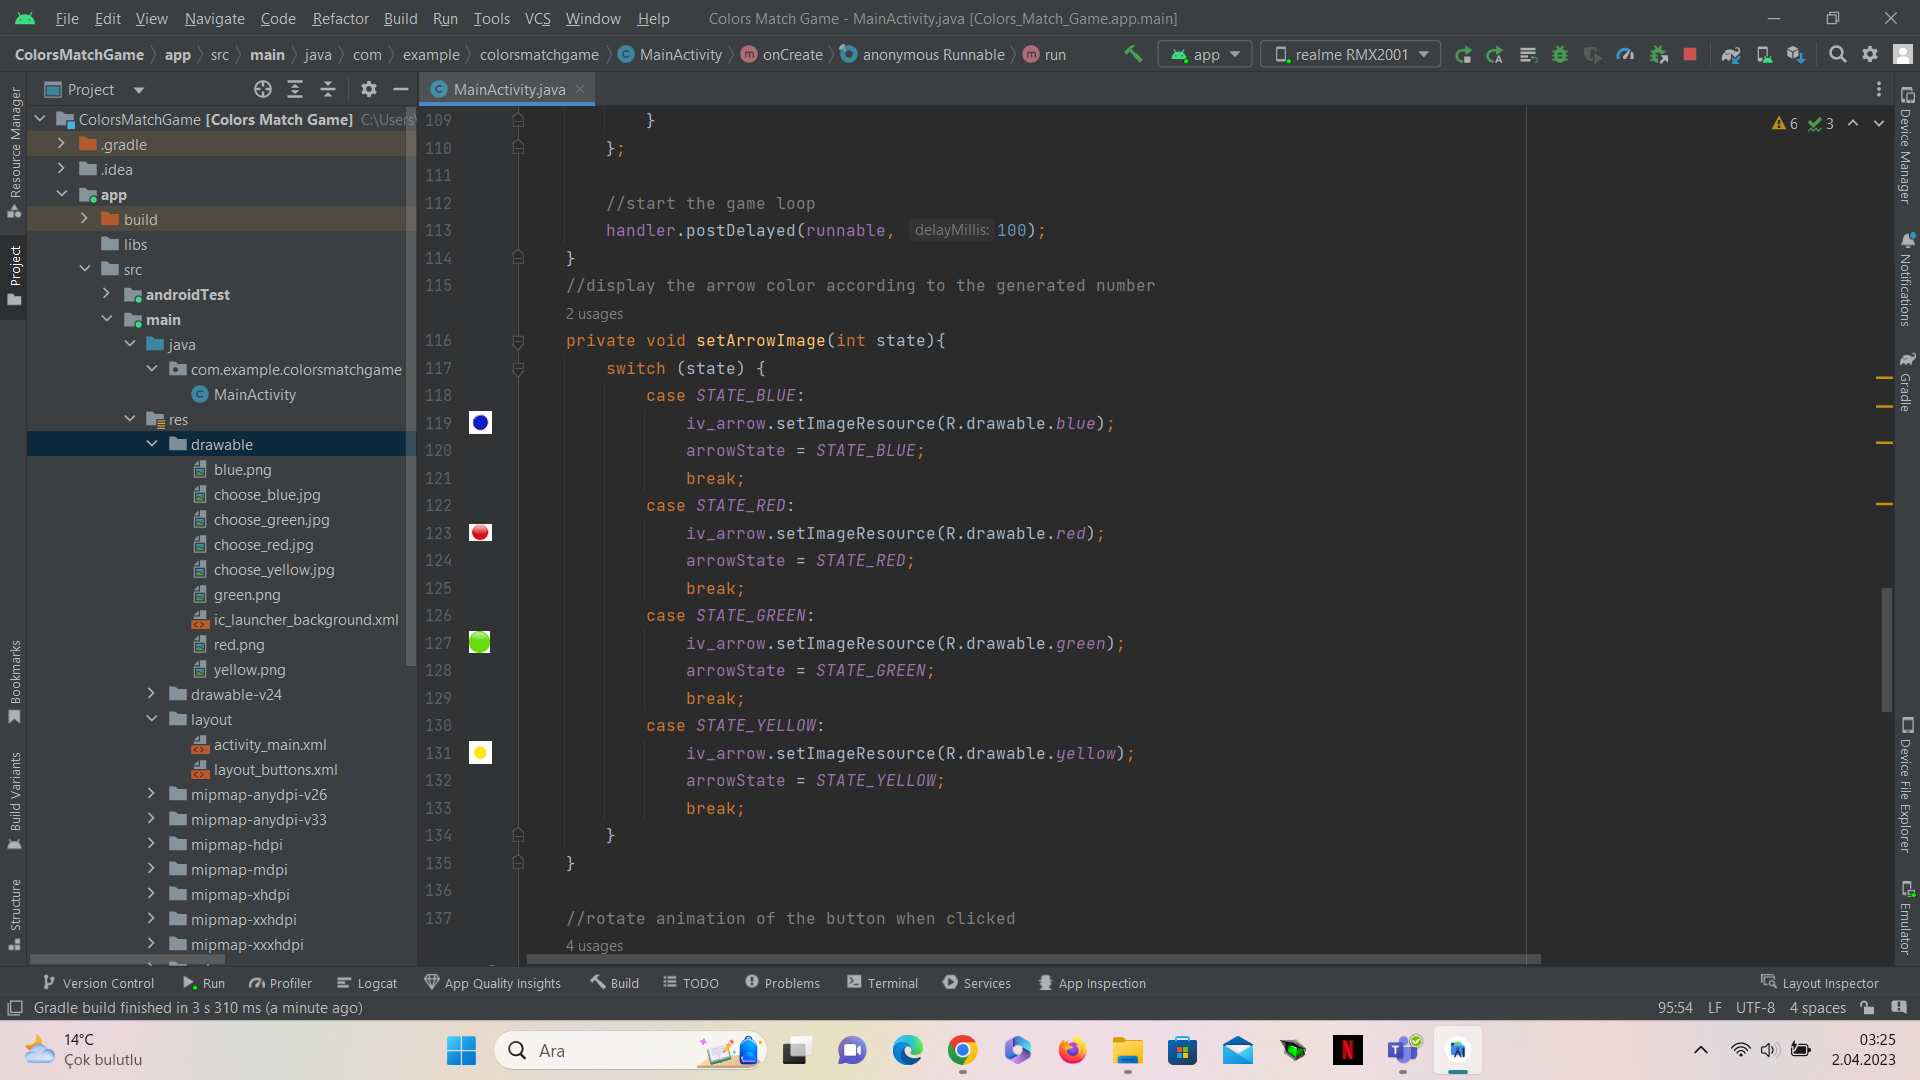 File Edit View Navigate Code Refactor Build Run Tools VCS Window Help Colors Match Game - MainActivity.java [Colors_Match_Game.app.main]
ColorsMatchGame app src main java com example colorsmatchgame MainActivity onCreate anonymous Runnable run app realme RMX2001
Project
MainActivity.java
Resource Manager
Project
Bookmarks
Build Variants
Structure
ColorsMatchGame [Colors Match Game] C:\Users\
.gradle
.idea
app
build
libs
src
androidTest
main
java
com.example.colorsmatchgame
MainActivity
res
drawable
blue.png
choose_blue.jpg
choose_green.jpg
choose_red.jpg
choose_yellow.jpg
green.png
ic_launcher_background.xml
red.png
yellow.png
drawable-v24
layout
activity_main.xml
layout_buttons.xml
mipmap-anydpi-v26
mipmap-anydpi-v33
mipmap-hdpi
mipmap-mdpi
mipmap-xhdpi
mipmap-xxhdpi
mipmap-xxxhdpi
6 3
109 }
110 };
111
112 //start the game loop
113 handler.postDelayed(runnable, delayMillis: 100);
114 }
115 //display the arrow color according to the generated number
2 usages
116 private void setArrowImage(int state){
117 switch (state) {
118 case STATE_BLUE:
119 iv_arrow.setImageResource(R.drawable.blue);
120 arrowState = STATE_BLUE;
121 break;
122 case STATE_RED:
123 iv_arrow.setImageResource(R.drawable.red);
124 arrowState = STATE_RED;
125 break;
126 case STATE_GREEN:
127 iv_arrow.setImageResource(R.drawable.green);
128 arrowState = STATE_GREEN;
129 break;
130 case STATE_YELLOW:
131 iv_arrow.setImageResource(R.drawable.yellow);
132 arrowState = STATE_YELLOW;
133 break;
134 }
135 }
136
137 //rotate animation of the button when clicked
4 usages
Device Manager
Notifications
Gradle
Device File Explorer
Emulator
Version Control Run Profiler Logcat App Quality Insights Build TODO Problems Terminal Services App Inspection Layout Inspector
Gradle build finished in 3 s 310 ms (a minute ago) 95:54 LF UTF-8 4 spaces
14°C
Çok bulutlu
Ara
03:25
2.04.2023